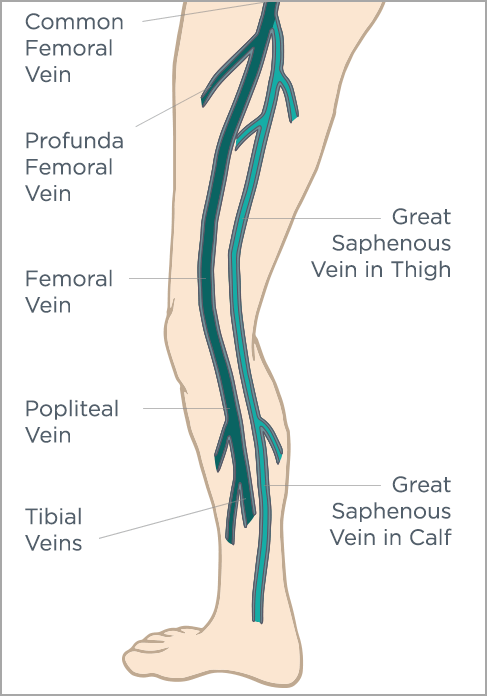 Common
Femoral
Vein
Profunda
Femoral
Vein
Great
Saphenous
Vein in Thigh
Femoral
Vein
Popliteal
Vein
Great
Saphenous
Vein in Calf
Tibial
Veins